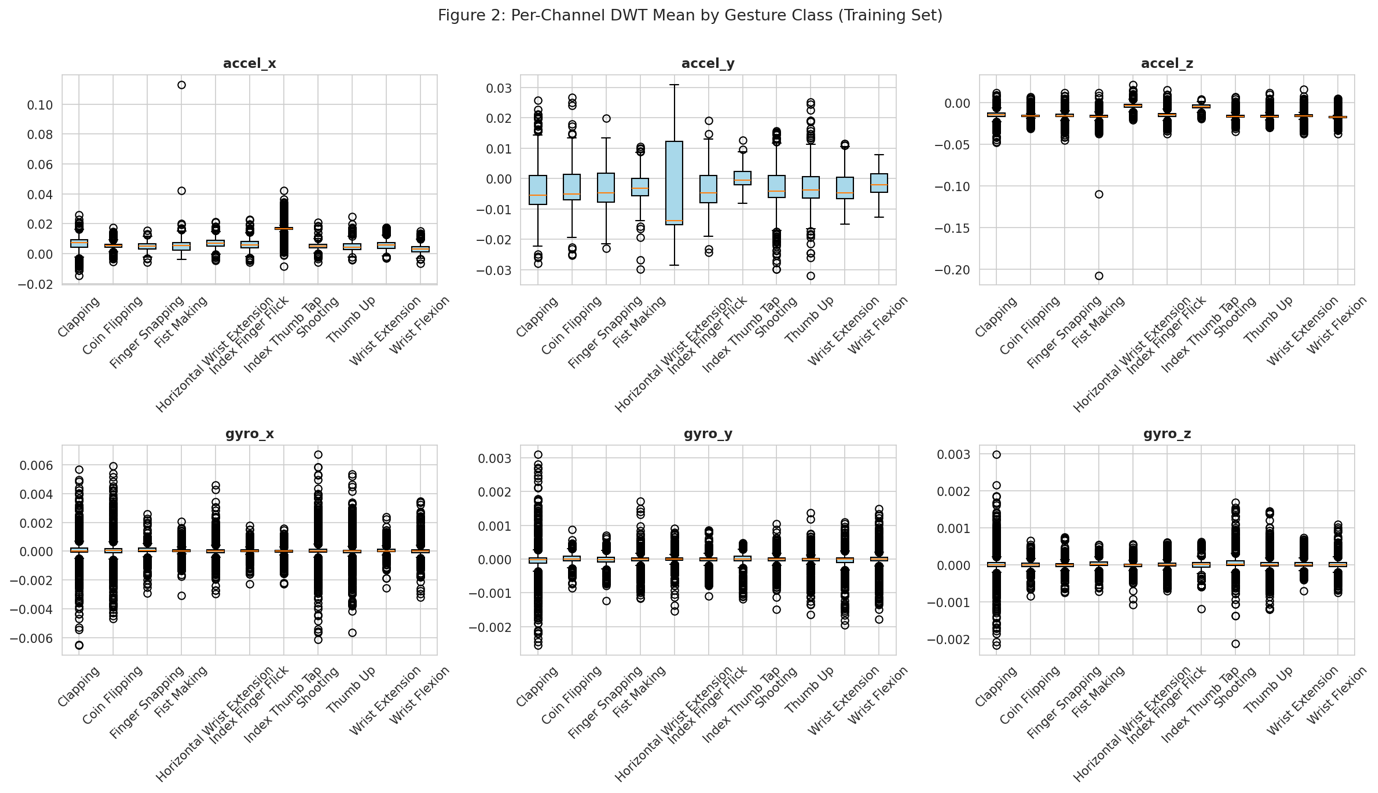 Figure 2: Per-Channel DWT Mean by Gesture Class (Training Set)
accel_x
0.10
0.08
0.06
0.04
0.02
0.00
−0.02
Clapping
Coin Flipping
Finger Snapping
Fist Making
Horizontal Wrist Extension
Index Finger Flick
Index Thumb Tap
Shooting
Thumb Up
Wrist Extension
Wrist Flexion
accel_y
0.03
0.02
0.01
0.00
−0.01
−0.02
−0.03
Clapping
Coin Flipping
Finger Snapping
Fist Making
Horizontal Wrist Extension
Index Finger Flick
Index Thumb Tap
Shooting
Thumb Up
Wrist Extension
Wrist Flexion
accel_z
0.00
−0.05
−0.10
−0.15
−0.20
Clapping
Coin Flipping
Finger Snapping
Fist Making
Horizontal Wrist Extension
Index Finger Flick
Index Thumb Tap
Shooting
Thumb Up
Wrist Extension
Wrist Flexion
gyro_x
0.006
0.004
0.002
0.000
−0.002
−0.004
−0.006
Clapping
Coin Flipping
Finger Snapping
Fist Making
Horizontal Wrist Extension
Index Finger Flick
Index Thumb Tap
Shooting
Thumb Up
Wrist Extension
Wrist Flexion
gyro_y
0.003
0.002
0.001
0.000
−0.001
−0.002
Clapping
Coin Flipping
Finger Snapping
Fist Making
Horizontal Wrist Extension
Index Finger Flick
Index Thumb Tap
Shooting
Thumb Up
Wrist Extension
Wrist Flexion
gyro_z
0.003
0.002
0.001
0.000
−0.001
−0.002
Clapping
Coin Flipping
Finger Snapping
Fist Making
Horizontal Wrist Extension
Index Finger Flick
Index Thumb Tap
Shooting
Thumb Up
Wrist Extension
Wrist Flexion